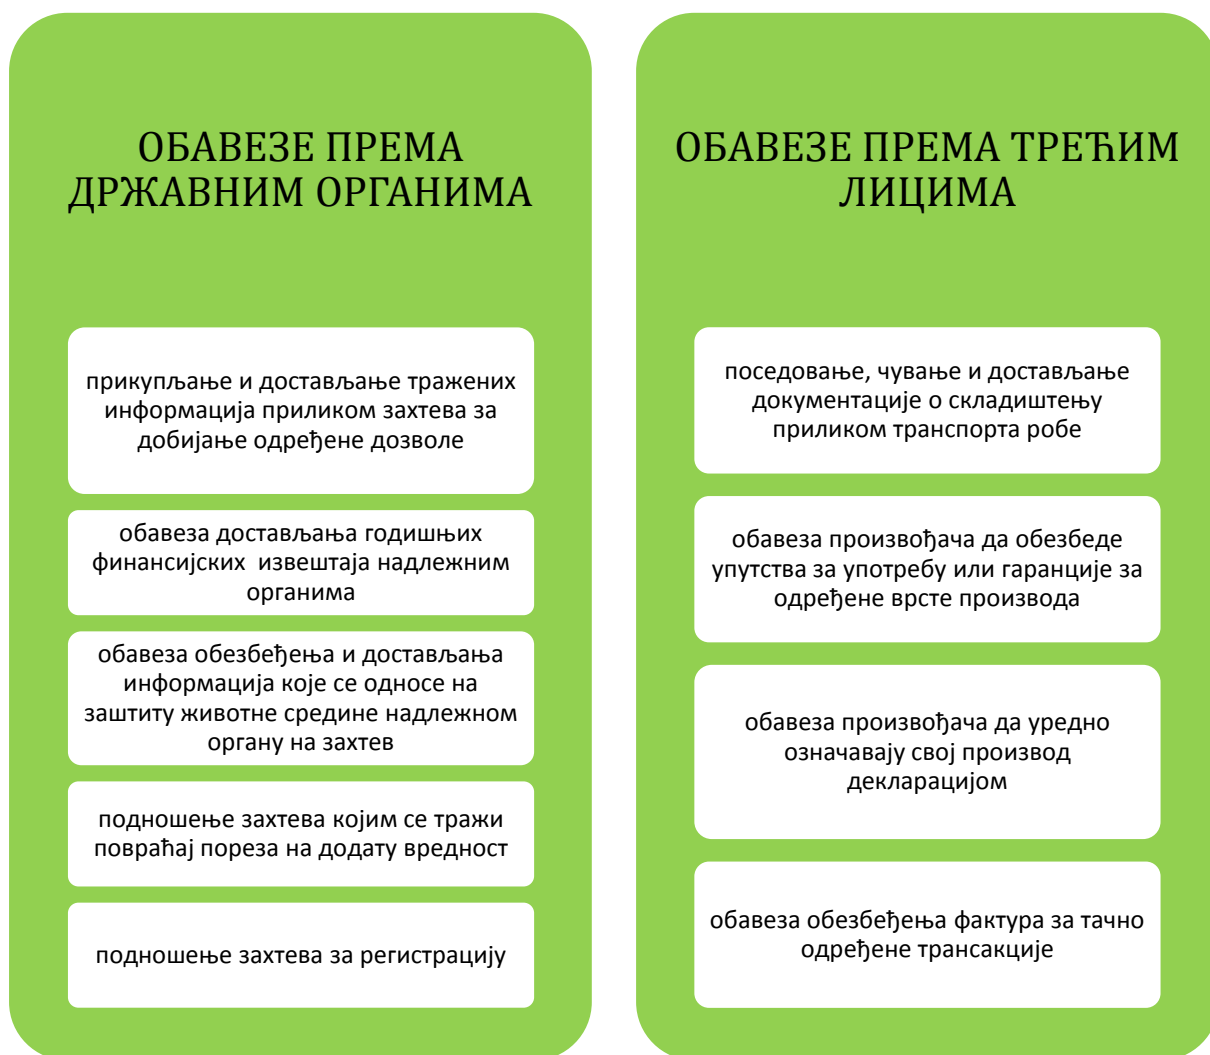 ОБАВЕЗЕ ПРЕМА
ДРЖАВНИМ ОРГАНИМА
прикупљање и достављање тражених
информација приликом захтева за
добијање одређене дозволе
обавеза достављања годишњих
финансијских  извештаја надлежним
органима
обавеза обезбеђења и достављања
информација које се односе на
заштиту животне средине надлежном
органу на захтев
подношење захтева којим се тражи
повраћај пореза на додату вредност
подношење захтева за регистрацију
ОБАВЕЗЕ ПРЕМА ТРЕЋИМ
ЛИЦИМА
поседовање, чување и достављање
документације о складиштењу
приликом транспорта робе
обавеза произвођача да обезбеде
упутства за употребу или гаранције за
одређене врсте производа
обавеза произвођача да уредно
означавају свој производ
декларацијом
обавеза обезбеђења фактура за тачно
одређене трансакције